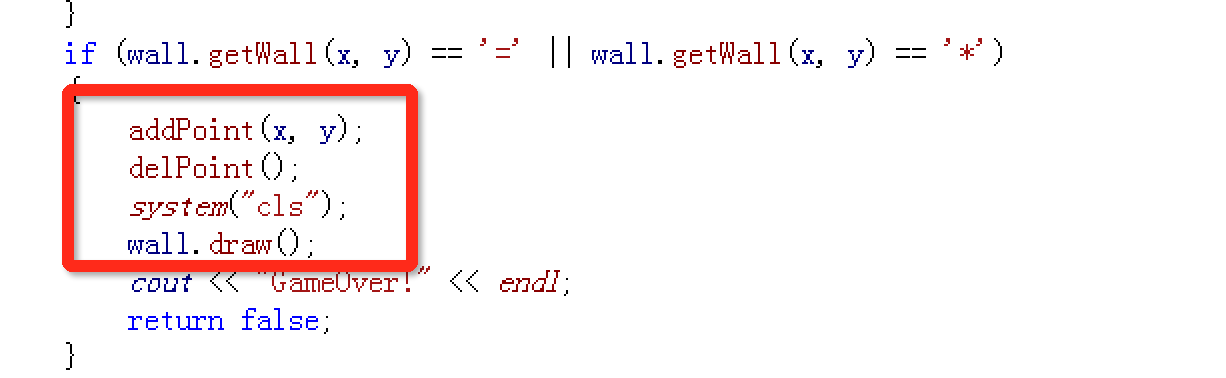 }
if (wall.getWall(x, y) == '=' || wall.getWall(x, y) == '*')
{
addPoint(x, y);
delPoint();
system("cls");
wall.draw();
cout << "GameOver!" << endl;
return false;
}